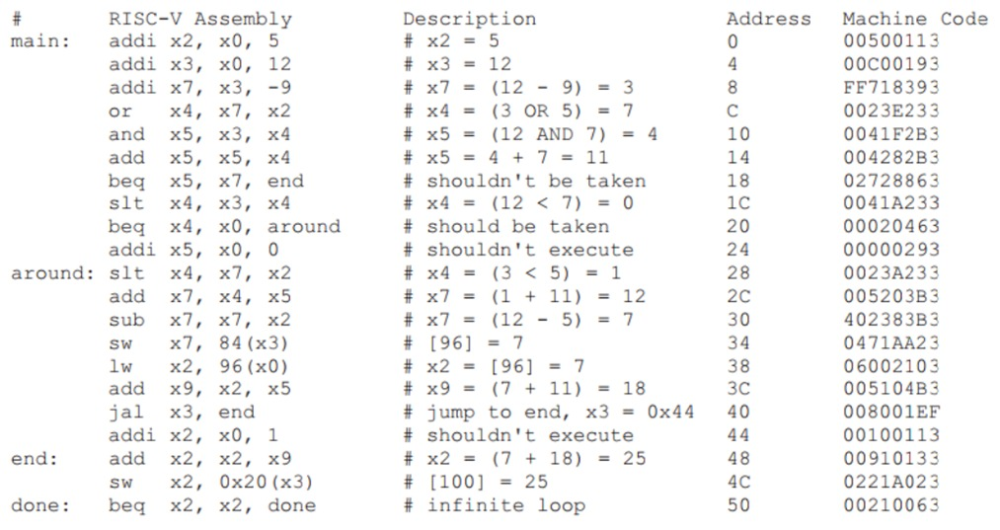 # RISC-V Assembly Description Address Machine Code
main: addi x2, x0, 5 # x2 = 5 0 00500113
addi x3, x0, 12 # x3 = 12 4 00C00193
addi x7, x3, -9 # x7 = (12 - 9) = 3 8 FF718393
or x4, x7, x2 # x4 = (3 OR 5) = 7 C 0023E233
and x5, x3, x4 # x5 = (12 AND 7) = 4 10 0041F2B3
add x5, x5, x4 # x5 = 4 + 7 = 11 14 004282B3
beq x5, x7, end # shouldn't be taken 18 02728863
slt x4, x3, x4 # x4 = (12 < 7) = 0 1C 0041A233
beq x4, x0, around # should be taken 20 00020463
addi x5, x0, 0 # shouldn't execute 24 00000293
around: slt x4, x7, x2 # x4 = (3 < 5) = 1 28 0023A233
add x7, x4, x5 # x7 = (1 + 11) = 12 2C 005203B3
sub x7, x7, x2 # x7 = (12 - 5) = 7 30 402383B3
sw x7, 84(x3) # [96] = 7 34 0471AA23
lw x2, 96(x0) # x2 = [96] = 7 38 06002103
add x9, x2, x5 # x9 = (7 + 11) = 18 3C 005104B3
jal x3, end # jump to end, x3 = 0x44 40 008001EF
addi x2, x0, 1 # shouldn't execute 44 00100113
end: add x2, x2, x9 # x2 = (7 + 18) = 25 48 00910133
sw x2, 0x20(x3) # [100] = 25 4C 0221A023
done: beq x2, x2, done # infinite loop 50 00210063